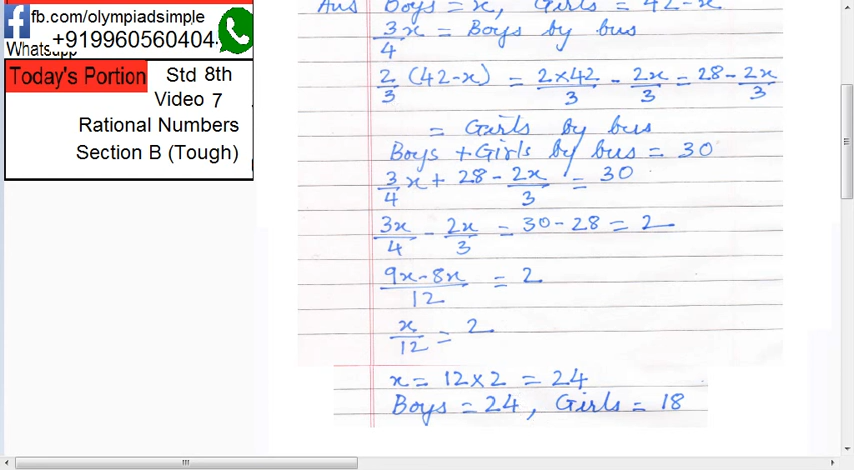 fb.com/olympiadsimple
Whatsapp
+919960560404
Today's Portion Std 8th
Video 7
Rational Numbers
Section B (Tough)
Ans Boys = x, Girls = 42-x
3x/4 = Boys by bus
2/3 (42-x) = 2×42/3 - 2x/3 = 28 - 2x/3
= Girls by bus
Boys + Girls by bus = 30
3/4 x + 28 - 2x/3 = 30
3x/4 - 2x/3 = 30-28 = 2
9x-8x/12 = 2
x/12 = 2
x = 12×2 = 24
Boys = 24, Girls = 18